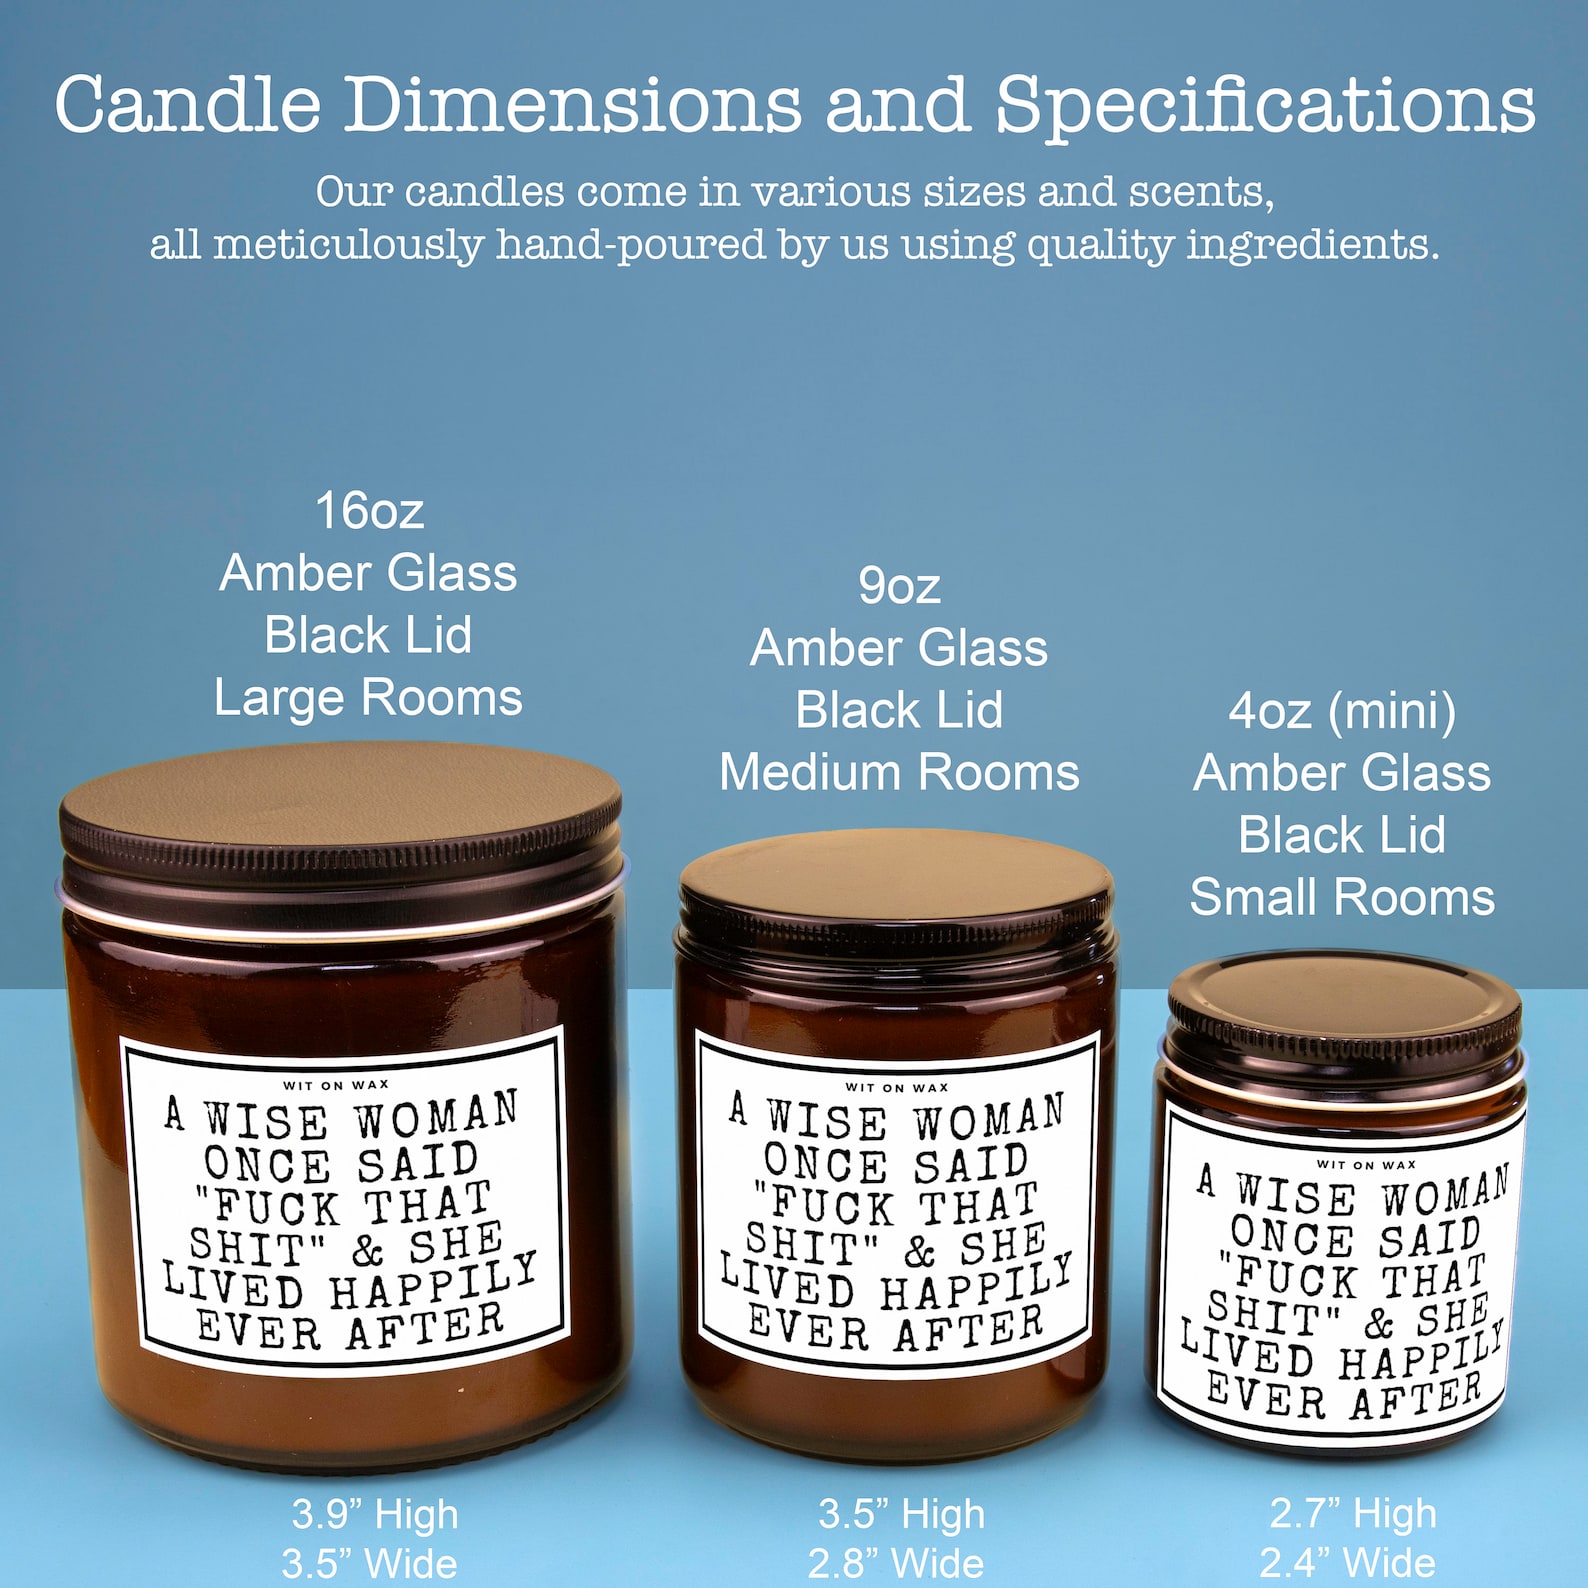 Candle Dimensions and Specifications
Our candles come in various sizes and scents,
all meticulously hand-poured by us using quality ingredients.
16oz
Amber Glass
Black Lid
Large Rooms
9oz
Amber Glass
Black Lid
Medium Rooms
4oz (mini)
Amber Glass
Black Lid
Small Rooms
WIT ON WAX
A WISE WOMAN
ONCE SAID
"FUCK THAT
SHIT" & SHE
LIVED HAPPILY
EVER AFTER
WIT ON WAX
A WISE WOMAN
ONCE SAID
"FUCK THAT
SHIT" & SHE
LIVED HAPPILY
EVER AFTER
WIT ON WAX
A WISE WOMAN
ONCE SAID
"FUCK THAT
SHIT" & SHE
LIVED HAPPILY
EVER AFTER
3.9” High
3.5” Wide
3.5” High
2.8” Wide
2.7” High
2.4” Wide